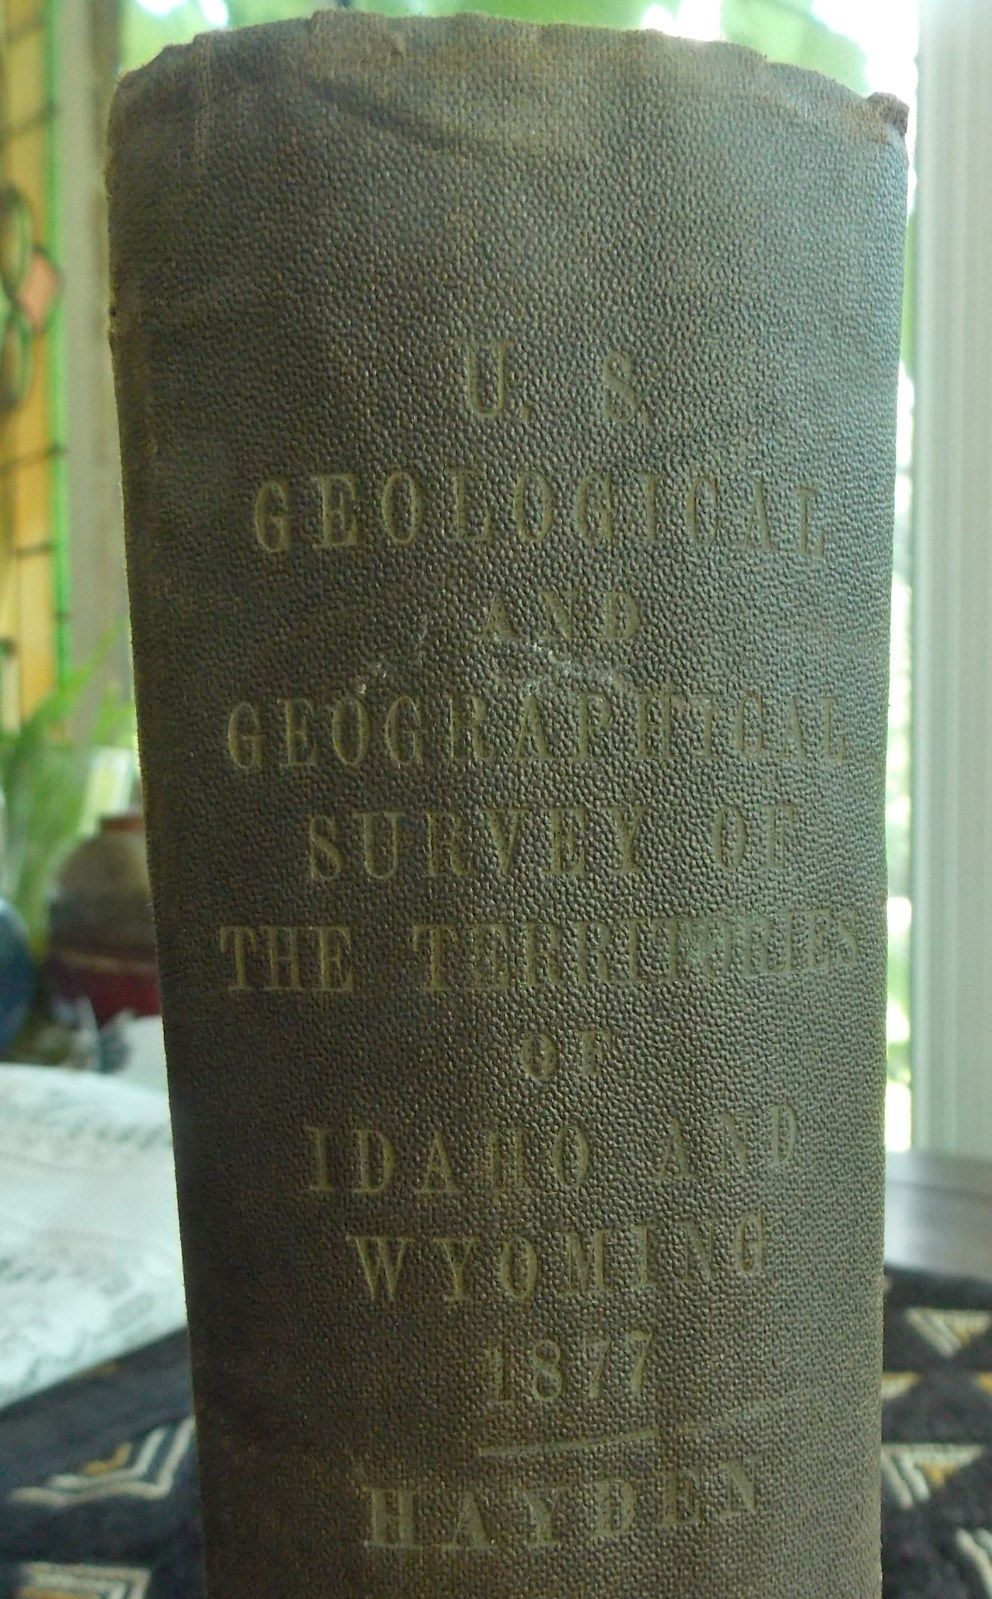 U. S.
GEOLOGICAL
AND
GEOGRAPHICAL
SURVEY OF
THE TERRITORIES
OF
IDAHO AND
WYOMING
1877
HAYDEN